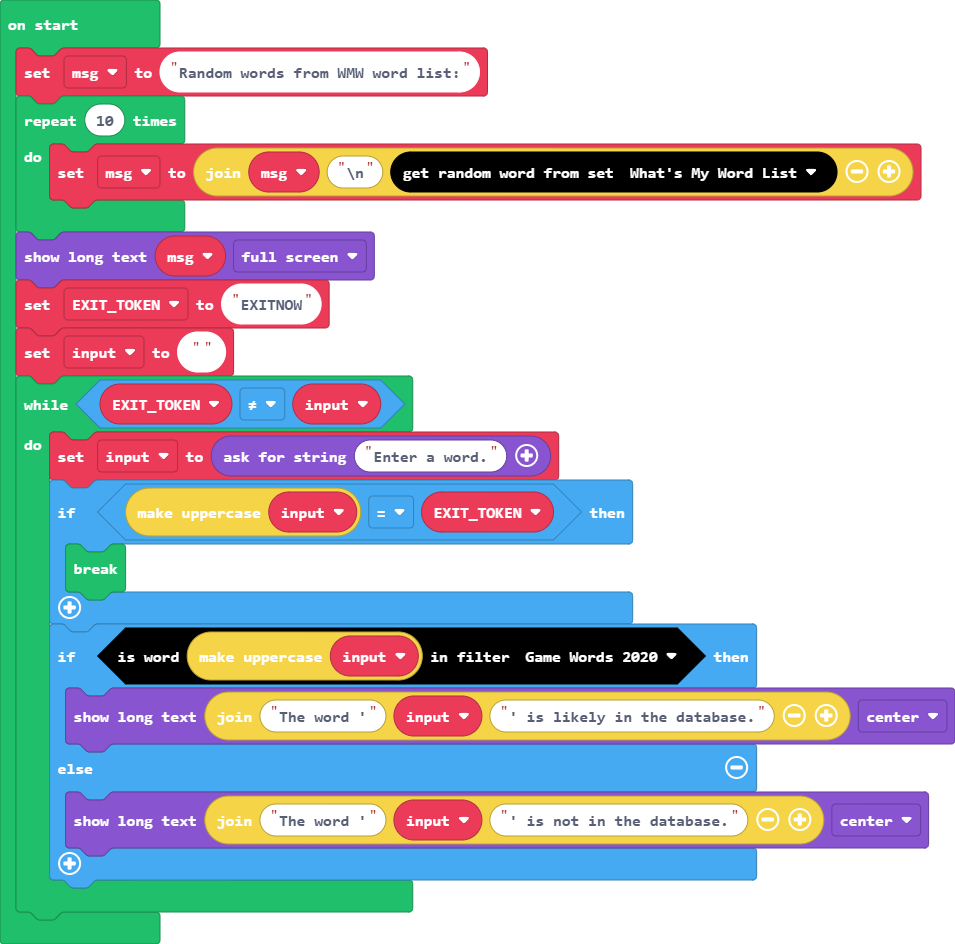 on start
set msg to "Random words from WMW word list:"
repeat 10 times
do set msg to join msg "\n" get random word from set What's My Word List
show long text msg full screen
set EXIT_TOKEN to "EXITNOW"
set input to " "
while EXIT_TOKEN ≠ input
do set input to ask for string "Enter a word."
if make uppercase input = EXIT_TOKEN then
break
if is word make uppercase input in filter Game Words 2020 then
show long text join "The word '" input "' is likely in the database." center
else
show long text join "The word '" input "' is not in the database." center